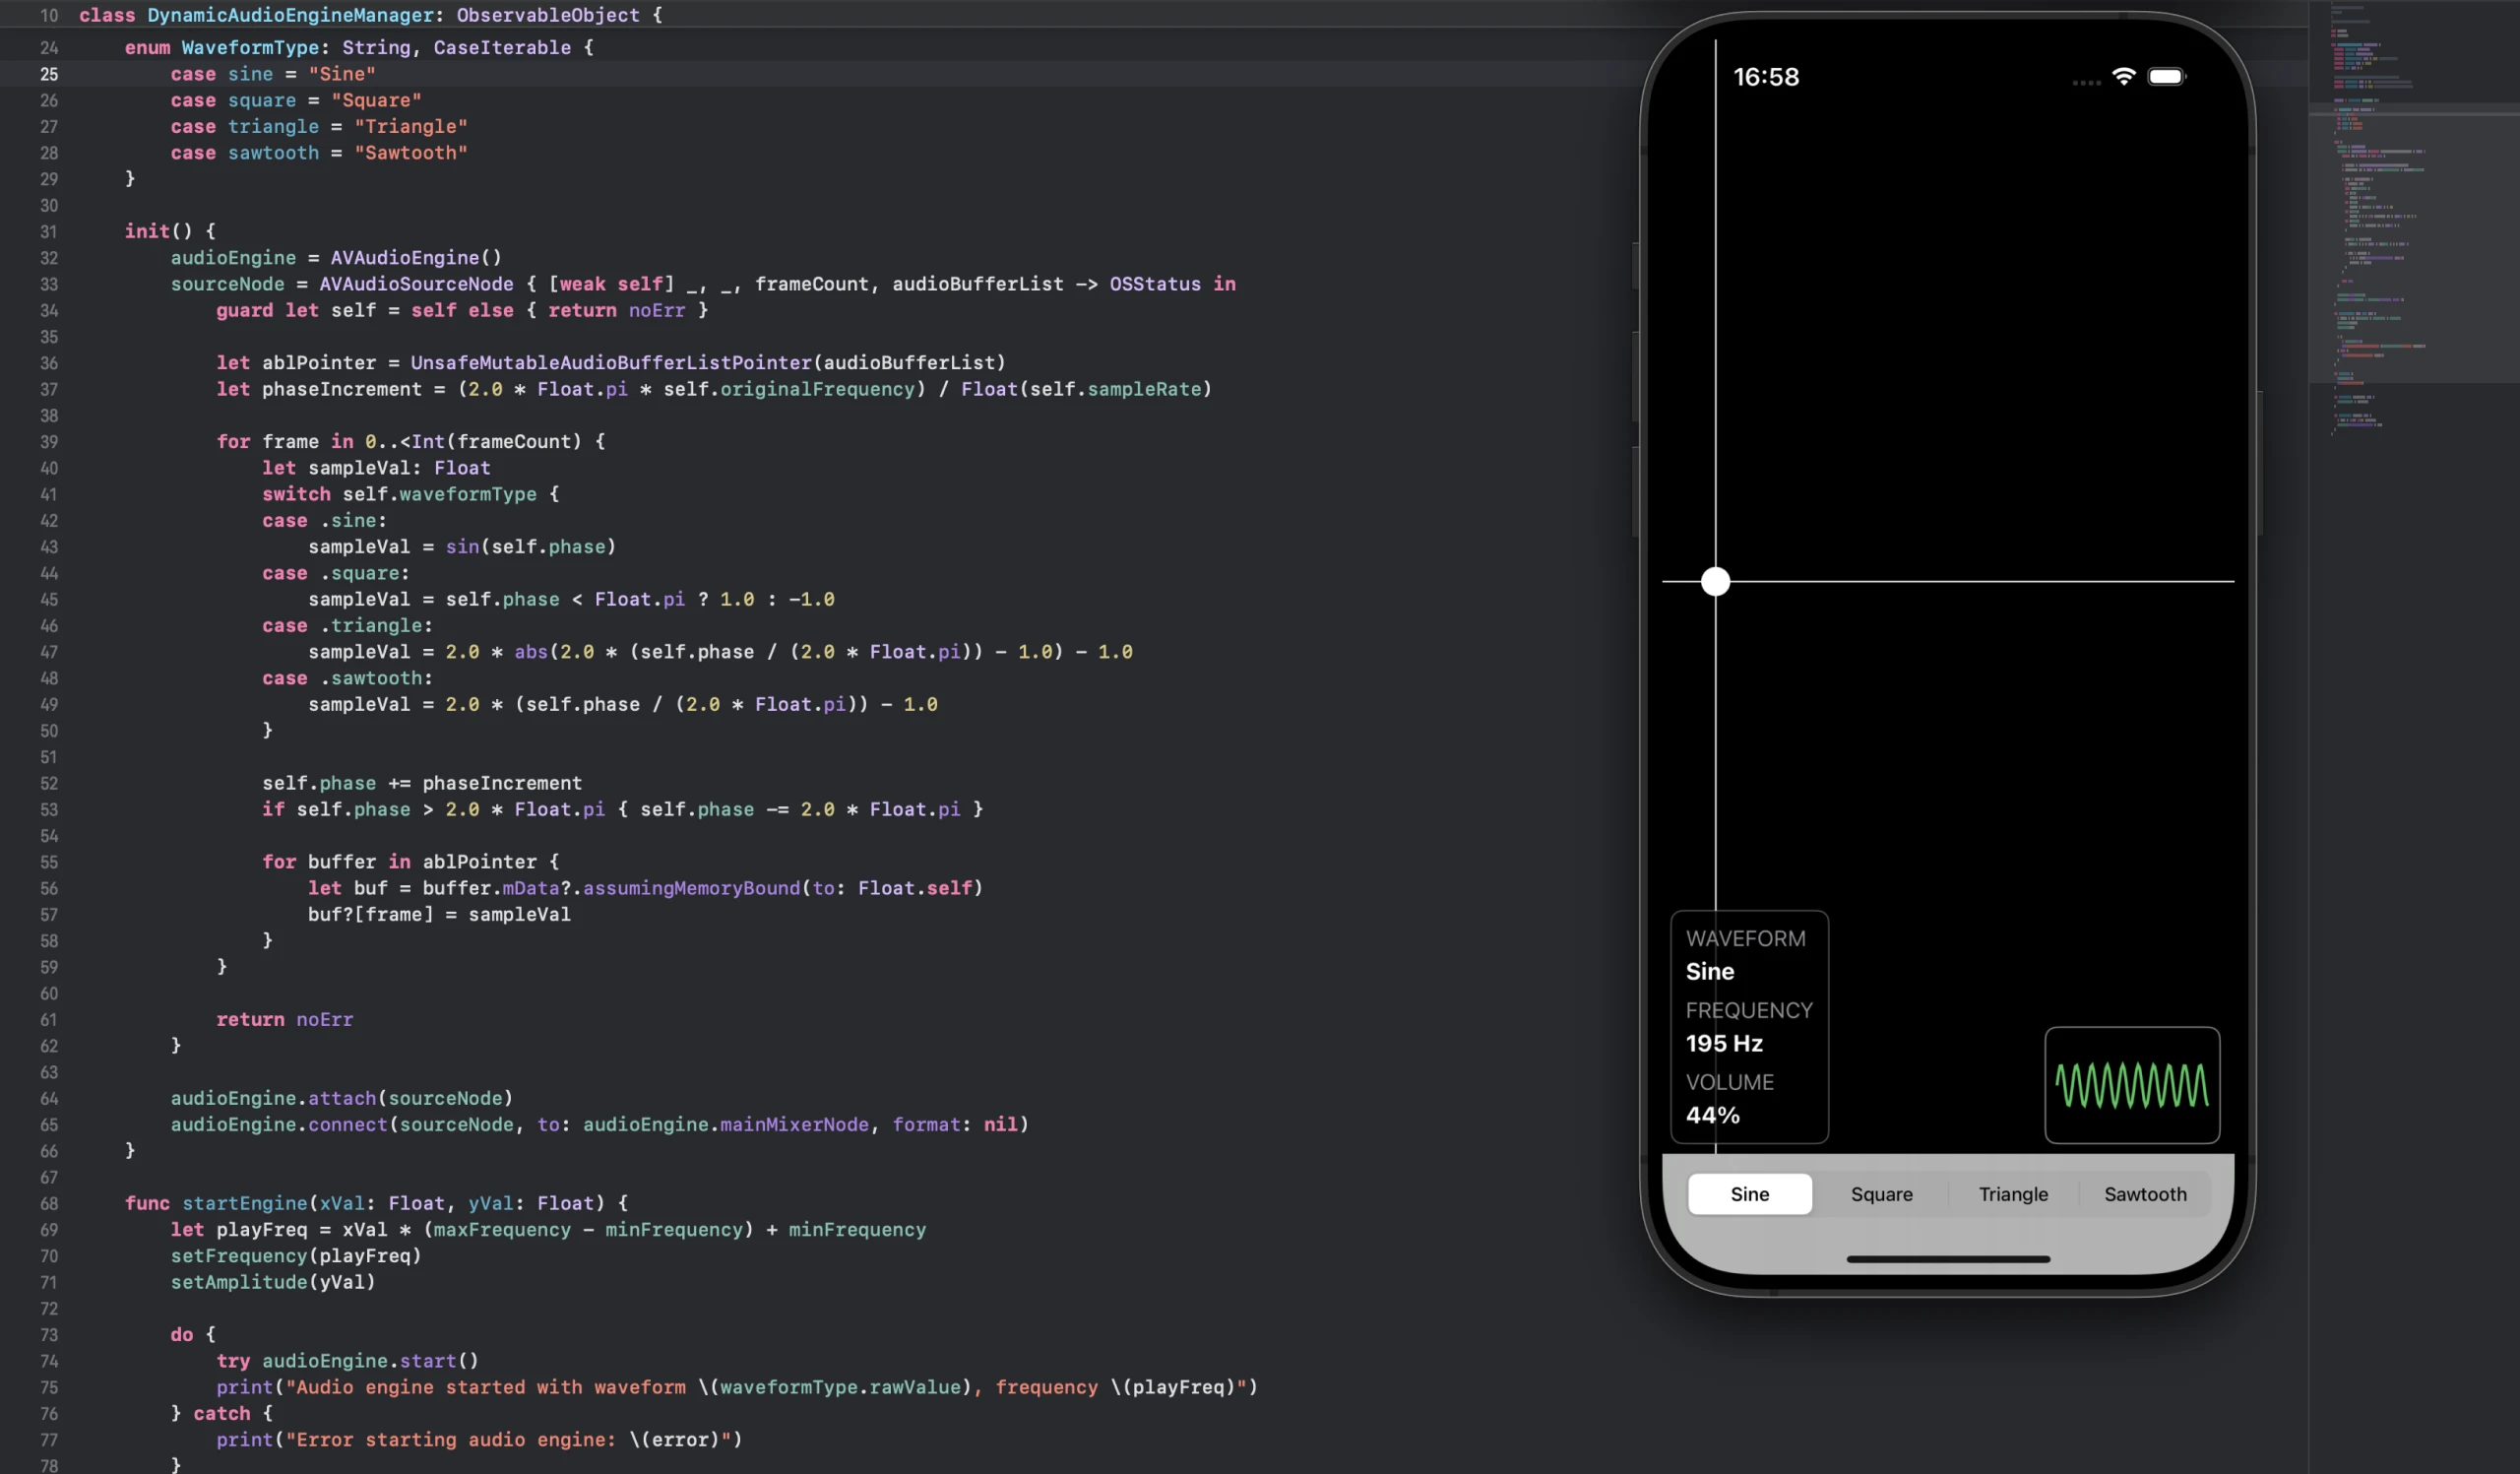 10 class DynamicAudioEngineManager: ObservableObject {
24 enum WaveformType: String, CaseIterable {
25 case sine = "Sine"
26 case square = "Square"
27 case triangle = "Triangle"
28 case sawtooth = "Sawtooth"
29 }
30
31 init() {
32 audioEngine = AVAudioEngine()
33 sourceNode = AVAudioSourceNode { [weak self] _, _, frameCount, audioBufferList -> OSStatus in
34 guard let self = self else { return noErr }
35
36 let ablPointer = UnsafeMutableAudioBufferListPointer(audioBufferList)
37 let phaseIncrement = (2.0 * Float.pi * self.originalFrequency) / Float(self.sampleRate)
38
39 for frame in 0..<Int(frameCount) {
40 let sampleVal: Float
41 switch self.waveformType {
42 case .sine:
43 sampleVal = sin(self.phase)
44 case .square:
45 sampleVal = self.phase < Float.pi ? 1.0 : -1.0
46 case .triangle:
47 sampleVal = 2.0 * abs(2.0 * (self.phase / (2.0 * Float.pi)) - 1.0) - 1.0
48 case .sawtooth:
49 sampleVal = 2.0 * (self.phase / (2.0 * Float.pi)) - 1.0
50 }
51
52 self.phase += phaseIncrement
53 if self.phase > 2.0 * Float.pi { self.phase -= 2.0 * Float.pi }
54
55 for buffer in ablPointer {
56 let buf = buffer.mData?.assumingMemoryBound(to: Float.self)
57 buf?[frame] = sampleVal
58 }
59 }
60
61 return noErr
62 }
63
64 audioEngine.attach(sourceNode)
65 audioEngine.connect(sourceNode, to: audioEngine.mainMixerNode, format: nil)
66 }
67
68 func startEngine(xVal: Float, yVal: Float) {
69 let playFreq = xVal * (maxFrequency - minFrequency) + minFrequency
70 setFrequency(playFreq)
71 setAmplitude(yVal)
72
73 do {
74 try audioEngine.start()
75 print("Audio engine started with waveform \(waveformType.rawValue), frequency \(playFreq)")
76 } catch {
77 print("Error starting audio engine: \(error)")
78 }
16:58
WAVEFORM
Sine
FREQUENCY
195 Hz
VOLUME
44%
Sine Square Triangle Sawtooth